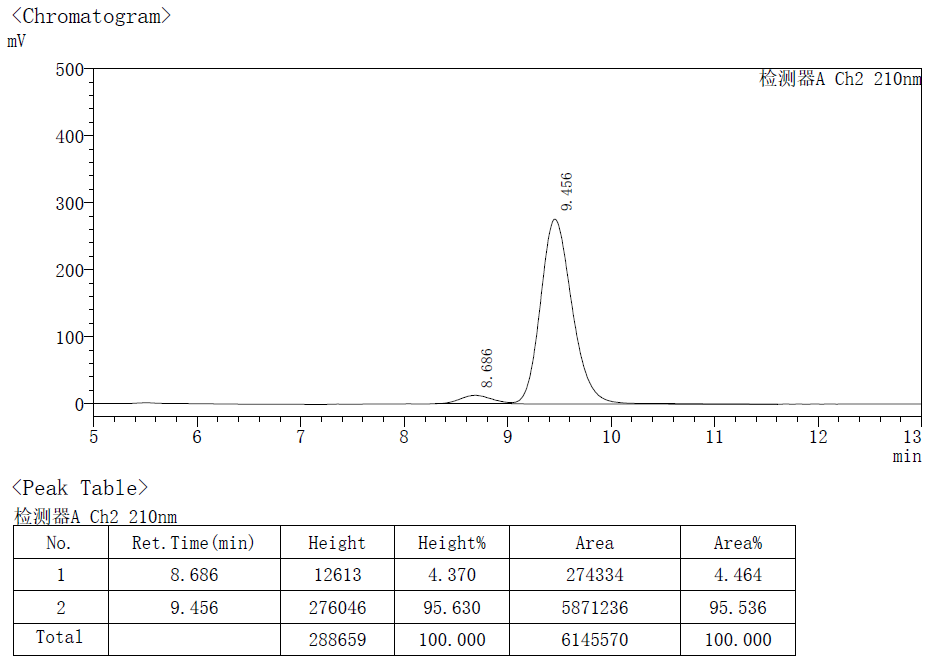 <Chromatogram>
mV
500
检测器A Ch2 210nm
400
300
200
100
0
9.456
8.686
5 6 7 8 9 10 11 12 13
min
<Peak Table>
检测器A Ch2 210nm
No. Ret.Time(min) Height Height% Area Area%
1 8.686 12613 4.370 274334 4.464
2 9.456 276046 95.630 5871236 95.536
Total 288659 100.000 6145570 100.000